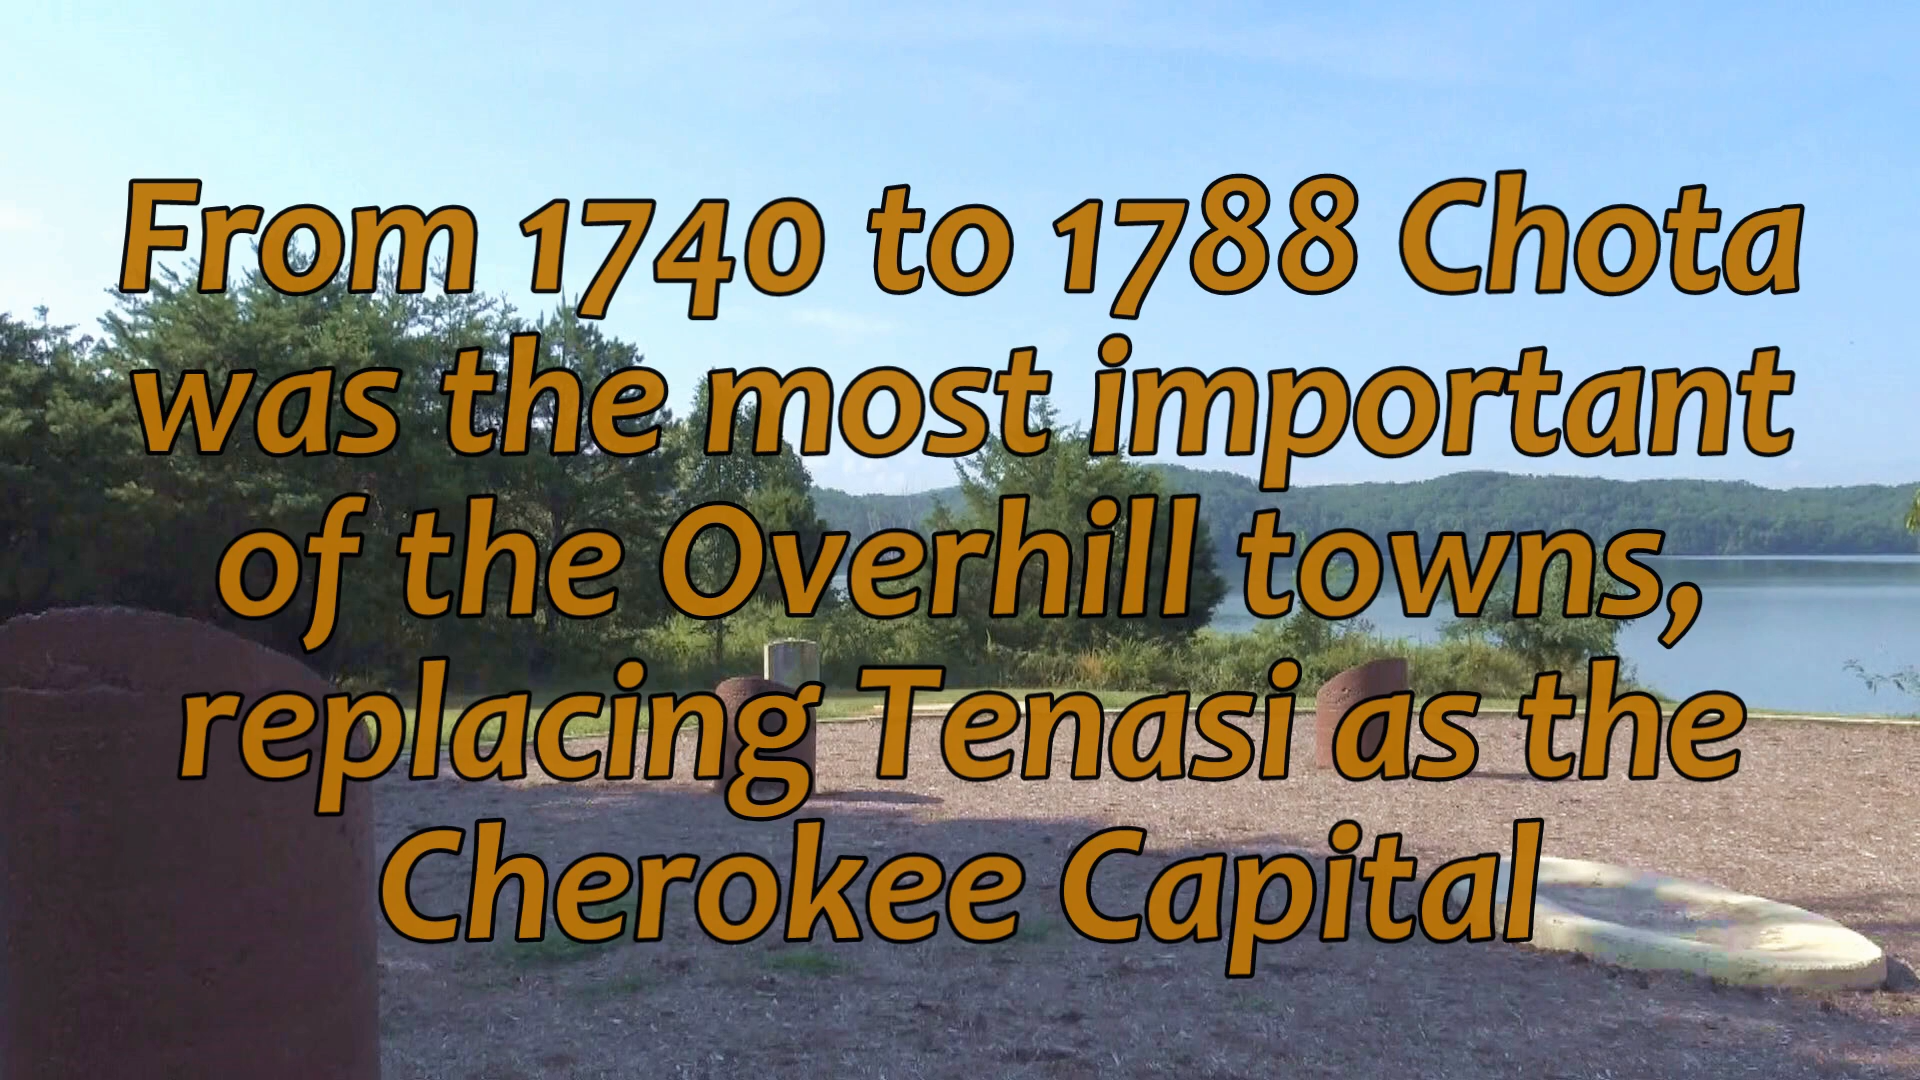 From 1740 to 1788 Chota
was the most important
of the Overhill towns,
replacing Tenasi as the
Cherokee Capital